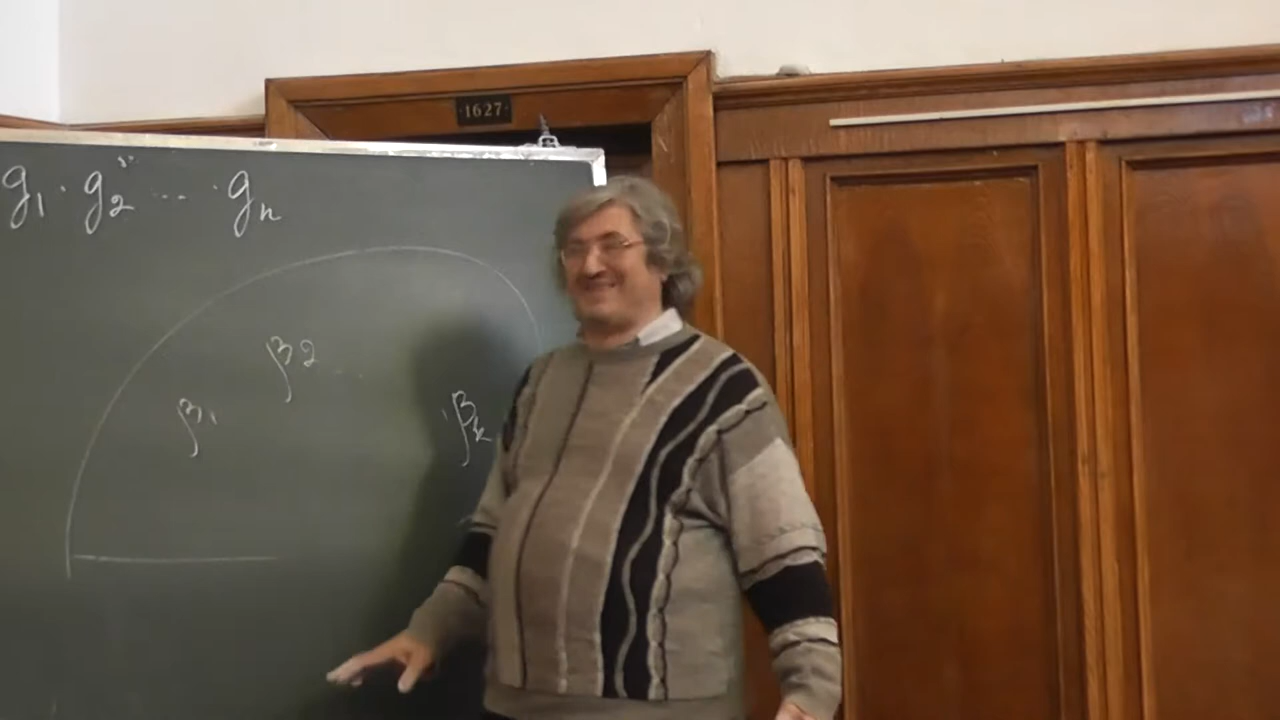 ·1627·
g₁ · g₂ ... · gₙ
β₁ β₂ ... βₖ